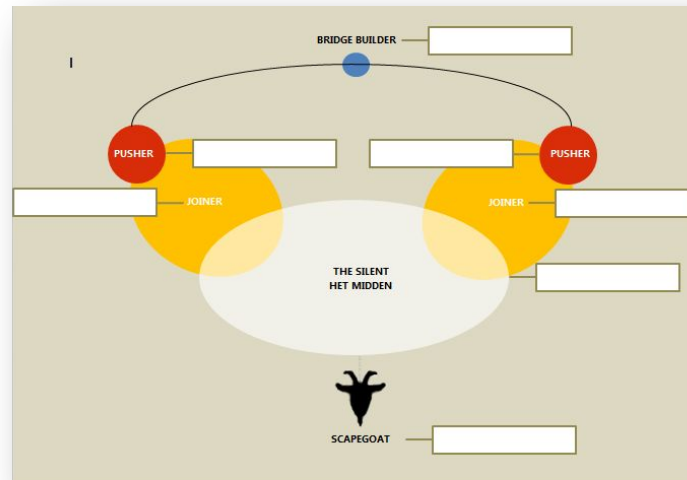 BRIDGE BUILDER
I
PUSHER
PUSHER
JOINER
JOINER
THE SILENT
HET MIDDEN
SCAPEGOAT